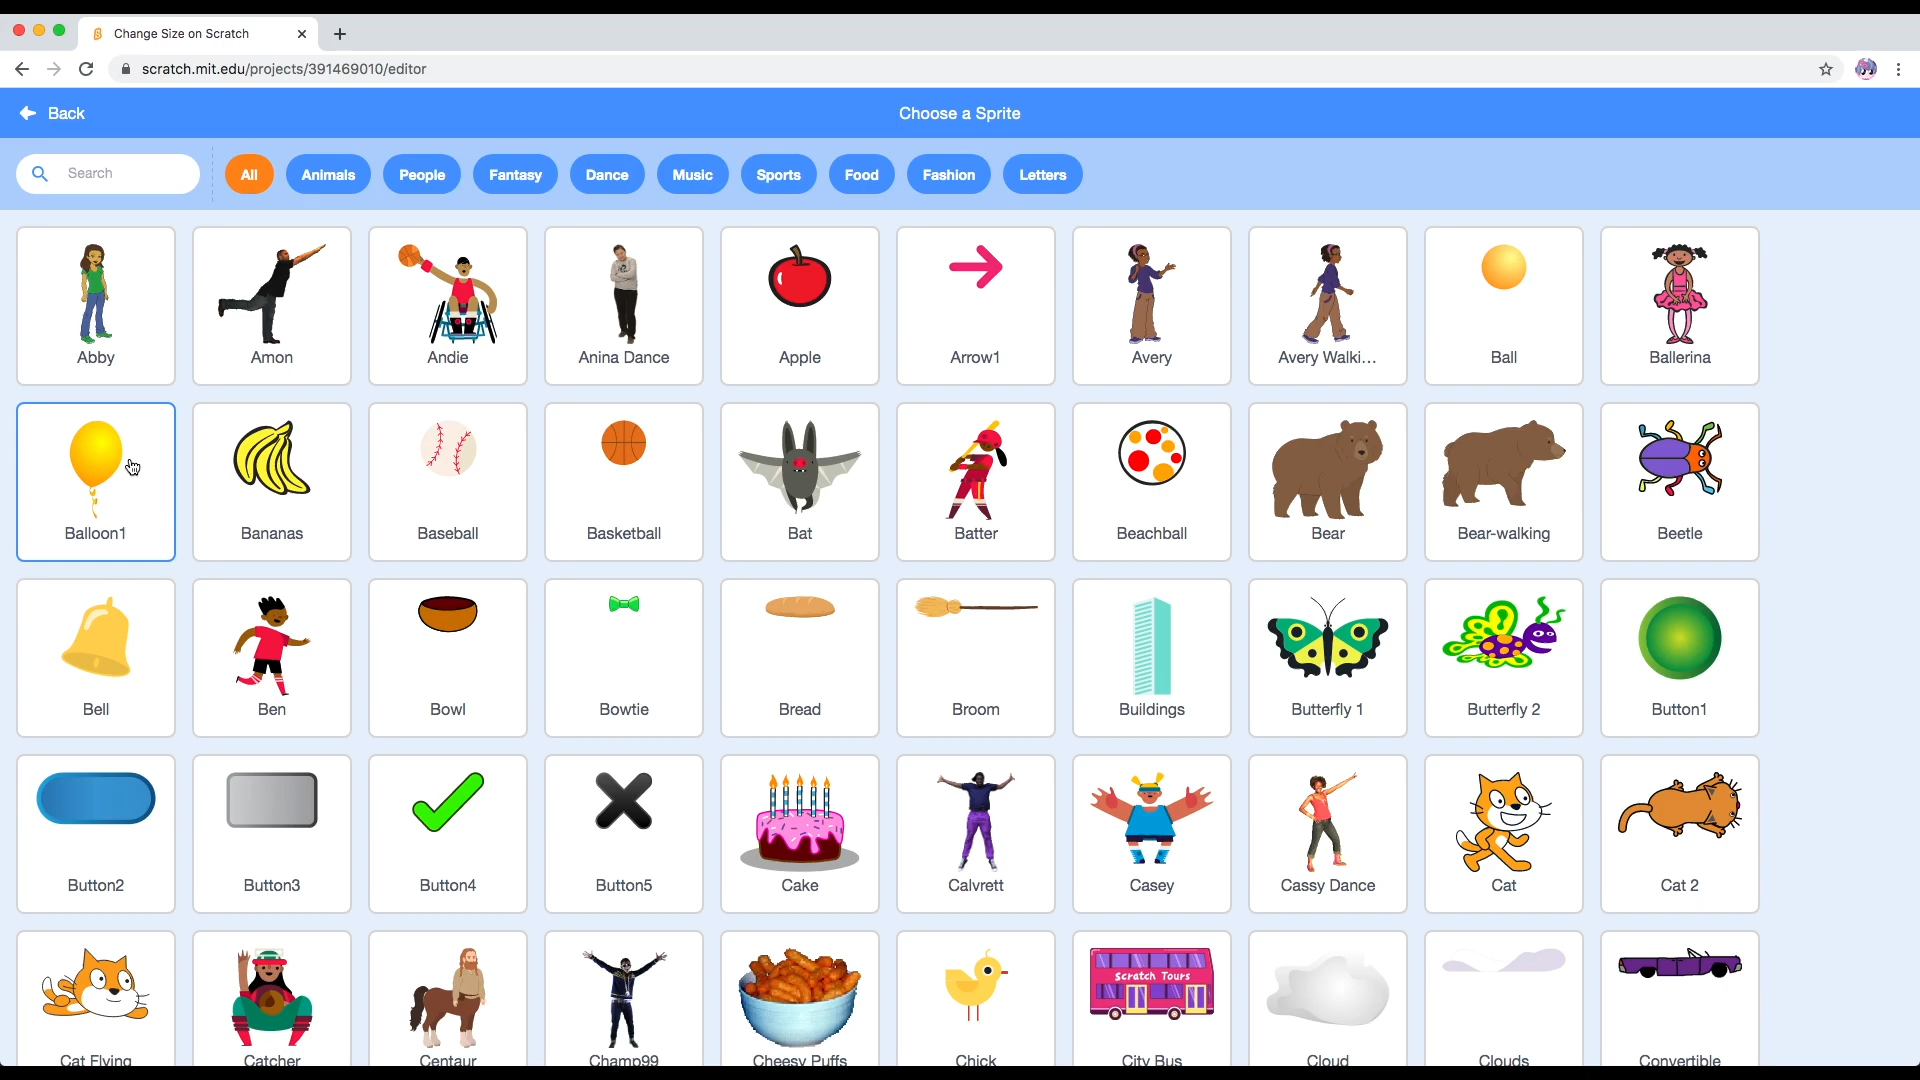 Change Size on Scratch
scratch.mit.edu/projects/391469010/editor
Back
Choose a Sprite
Search
All
Animals
People
Fantasy
Dance
Music
Sports
Food
Fashion
Letters
Abby
Amon
Andie
Anina Dance
Apple
Arrow1
Avery
Avery Walki...
Ball
Ballerina
Balloon1
Bananas
Baseball
Basketball
Bat
Batter
Beachball
Bear
Bear-walking
Beetle
Bell
Ben
Bowl
Bowtie
Bread
Broom
Buildings
Butterfly 1
Butterfly 2
Button1
Button2
Button3
Button4
Button5
Cake
Calvrett
Casey
Cassy Dance
Cat
Cat 2
Scratch Tours
Cat Flying
Catcher
Centaur
Champ99
Cheesy Puffs
Chick
City Bus
Cloud
Clouds
Convertible